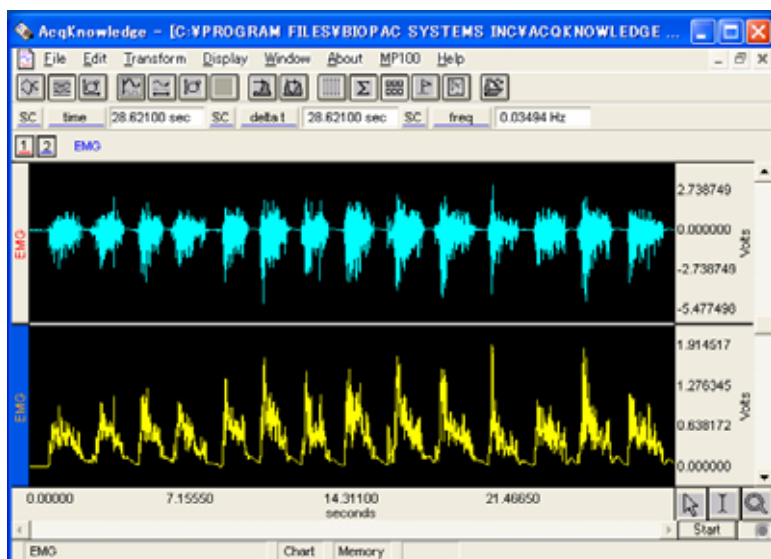 AcqKnowledge - [C:¥PROGRAM FILES¥BIOPAC SYSTEMS INC¥ACQKNOWLEDGE ...
File Edit Transform Display Window About MP100 Help
SC time 28.62100 sec SC delta t 28.62100 sec SC freq 0.03494 Hz
1 2 EMG
EMG
2.738749
0.000000
-2.738749
-5.477498
Volts
EMG
1.914517
1.276345
0.638172
0.000000
Volts
0.00000 7.15550 14.31100 21.46650
seconds
Start
EMG Chart Memory